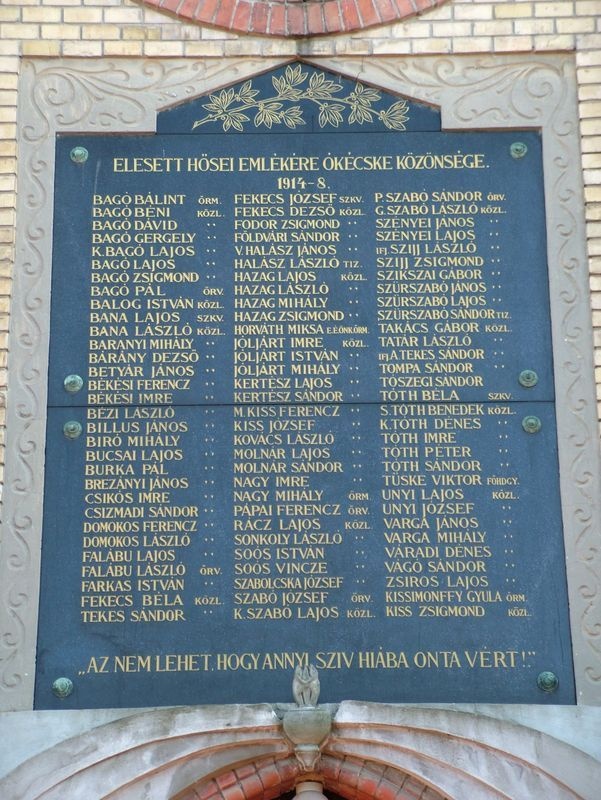 ELESETT HŐSEI EMLÉKÉRE ÓKÉCSKE KÖZÖNSÉGE.
1914-8.
BAGÓ BÁLINT ŐRM.
BAGÓ BÉNI KÖZL.
BAGÓ DÁVID "
BAGÓ GERGELY "
K. BAGÓ LAJOS "
BAGÓ LAJOS "
BAGÓ ZSIGMOND "
BAGÓ PÁL ŐRV.
BALOG ISTVÁN KÖZL.
BANA LAJOS SZKV.
BANA LÁSZLÓ KÖZL.
BARANYI MIHÁLY "
BÁRÁNY DEZSŐ "
BETYÁR JÁNOS "
BÉKÉSI FERENCZ "
BÉKÉSI IMRE "
BÉZI LÁSZLÓ "
BILLUS JÁNOS "
BIRÓ MIHÁLY "
BUCSAI LAJOS "
BURKA PÁL "
BREZÁNYI JÁNOS "
CSIKÓS IMRE "
CSIZMADI SÁNDOR "
DOMOKOS FERENCZ "
DOMOKOS LÁSZLÓ "
FALÁBU LAJOS "
FALÁBU LÁSZLÓ ŐRV.
FARKAS ISTVÁN "
FEKECS BÉLA KÖZL.
TEKES SÁNDOR "
FEKECS JÓZSEF SZKV.
FEKECS DEZSŐ KÖZL.
FODOR ZSIGMOND "
FÖLDVÁRI SÁNDOR "
V. HALÁSZ JÁNOS "
HALÁSZ LÁSZLÓ TIZ.
HAZAG LAJOS KÖZL.
HAZAG LÁSZLÓ "
HAZAG MIHÁLY "
HAZAG ZSIGMOND "
HORVÁTH MIKSA E.É.ÖNKÖRM.
JÓLJÁRT IMRE KÖZL.
JÓLJÁRT ISTVÁN "
JÓLJÁRT MIHÁLY "
KERTÉSZ LAJOS "
KERTÉSZ SÁNDOR "
M. KISS FERENCZ "
KISS JÓZSEF "
KOVÁCS LÁSZLÓ "
MOLNÁR LAJOS "
MOLNÁR SÁNDOR "
NAGY IMRE "
NAGY MIHÁLY ŐRM.
PÁPAI FERENCZ ŐRV.
RÁCZ LAJOS KÖZL.
SONKOLY LÁSZLÓ "
SOÓS ISTVÁN "
SOÓS VINCZE "
SZABOLCSKA JÓZSEF "
SZABÓ JÓZSEF ŐRV.
K. SZABÓ LAJOS KÖZL.
P. SZABÓ SÁNDOR ŐRV.
G. SZABÓ LÁSZLÓ KÖZL.
SZÉNYEI JÁNOS "
SZÉNYEI LAJOS "
IFJ SZIJJ LÁSZLÓ "
SZIJJ ZSIGMOND "
SZIKSZAI GÁBOR "
SZŰRSZABÓ JÁNOS "
SZŰRSZABÓ LAJOS "
SZŰRSZABÓ SÁNDOR TIZ.
TAKÁCS GÁBOR KÖZL.
TATÁR LÁSZLÓ "
IFJ A TEKES SÁNDOR "
TOMPA SÁNDOR "
TÓSZEGI SÁNDOR
TÓTH BÉLA SZKV.
S. TÓTH BENEDEK KÖZL.
K. TÓTH DÉNES "
TÓTH IMRE "
TÓTH PÉTER "
TÓTH SÁNDOR "
TÜSKE VIKTOR FŐHDGY.
UNYI LAJOS KÖZL.
UNYI JÓZSEF "
VARGA JÁNOS "
VARGA MIHÁLY "
VÁRADI DÉNES "
VÁGÓ SÁNDOR "
ZSIROS LAJOS "
KISSIMONFFY GYULA ŐRM.
KISS ZSIGMOND KÖZL.
„AZ NEM LEHET, HOGY ANNYI SZIV HIÁBA ONTA VÉRT!"